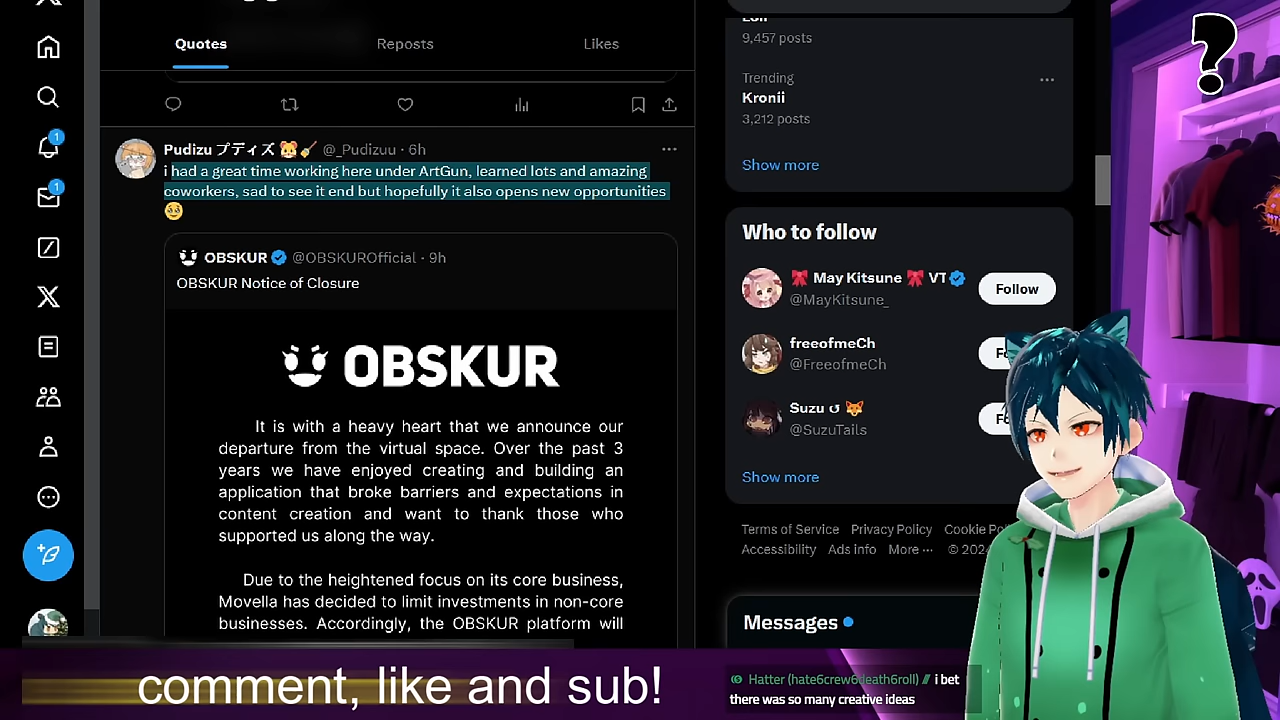 Quotes
Reposts
Likes
Pudizu プディズ 🐹🧹 @_Pudizuu · 6h
i had a great time working here under ArtGun, learned lots and amazing
coworkers, sad to see it end but hopefully it also opens new opportunities
🥹
OBSKUR @OBSKUROfficial · 9h
OBSKUR Notice of Closure
OBSKUR
It is with a heavy heart that we announce our
departure from the virtual space. Over the past 3
years we have enjoyed creating and building an
application that broke barriers and expectations in
content creation and want to thank those who
supported us along the way.
Due to the heightened focus on its core business,
Movella has decided to limit investments in non-core
businesses. Accordingly, the OBSKUR platform will
9,457 posts
Trending
Kronii
3,212 posts
Show more
Who to follow
🎀 May Kitsune 🎀 VT
@MayKitsune_
Follow
freeofmeCh
@FreeofmeCh
Suzu ↺ 🦊
@SuzuTails
Show more
Terms of Service Privacy Policy Cookie
Accessibility Ads info More ··· ©
Messages
1
1
?
comment, like and sub!
Hatter (hate6crew6death6roll) // i bet
there was so many creative ideas